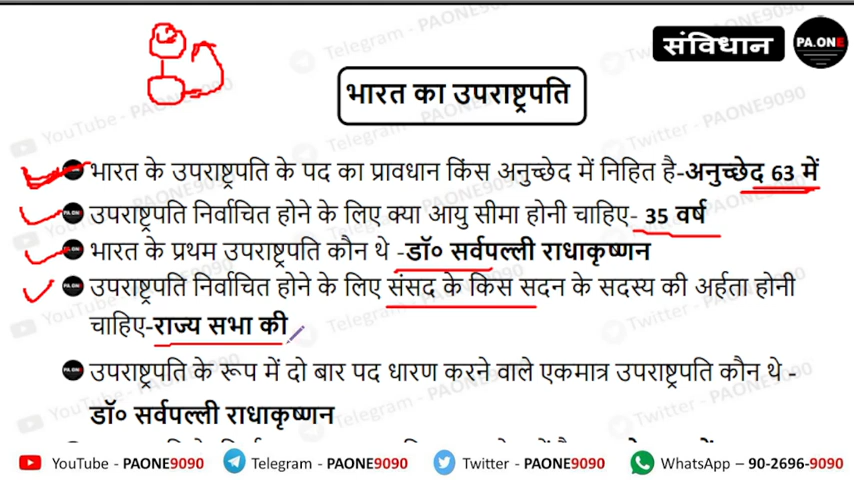 संविधान
PA.ONE
भारत का उपराष्ट्रपति
भारत के उपराष्ट्रपति के पद का प्रावधान किस अनुच्छेद में निहित है-अनुच्छेद 63 में
उपराष्ट्रपति निर्वाचित होने के लिए क्या आयु सीमा होनी चाहिए- 35 वर्ष
भारत के प्रथम उपराष्ट्रपति कौन थे -डॉ० सर्वपल्ली राधाकृष्णन
उपराष्ट्रपति निर्वाचित होने के लिए संसद के किस सदन के सदस्य की अर्हता होनी
चाहिए-राज्य सभा की
उपराष्ट्रपति के रूप में दो बार पद धारण करने वाले एकमात्र उपराष्ट्रपति कौन थे -
डॉ० सर्वपल्ली राधाकृष्णन
YouTube - PAONE9090 Telegram - PAONE9090 Twitter - PAONE9090 WhatsApp – 90-2696-9090